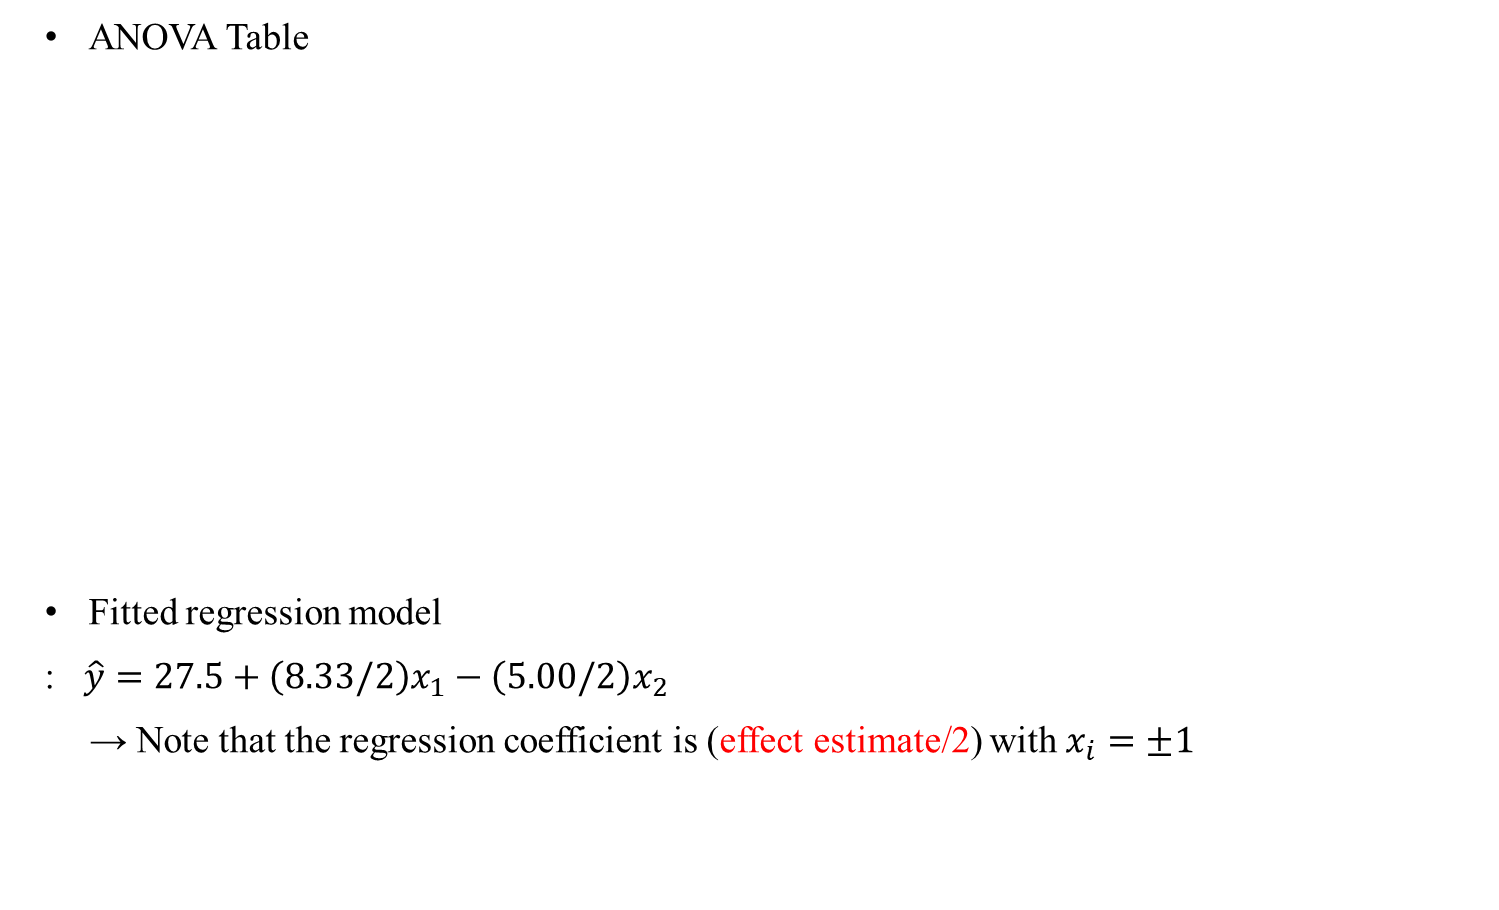 • ANOVA Table
• Fitted regression model
: ŷ = 27.5 + (8.33/2)x₁ − (5.00/2)x₂
→ Note that the regression coefficient is (effect estimate/2) with xᵢ = ±1